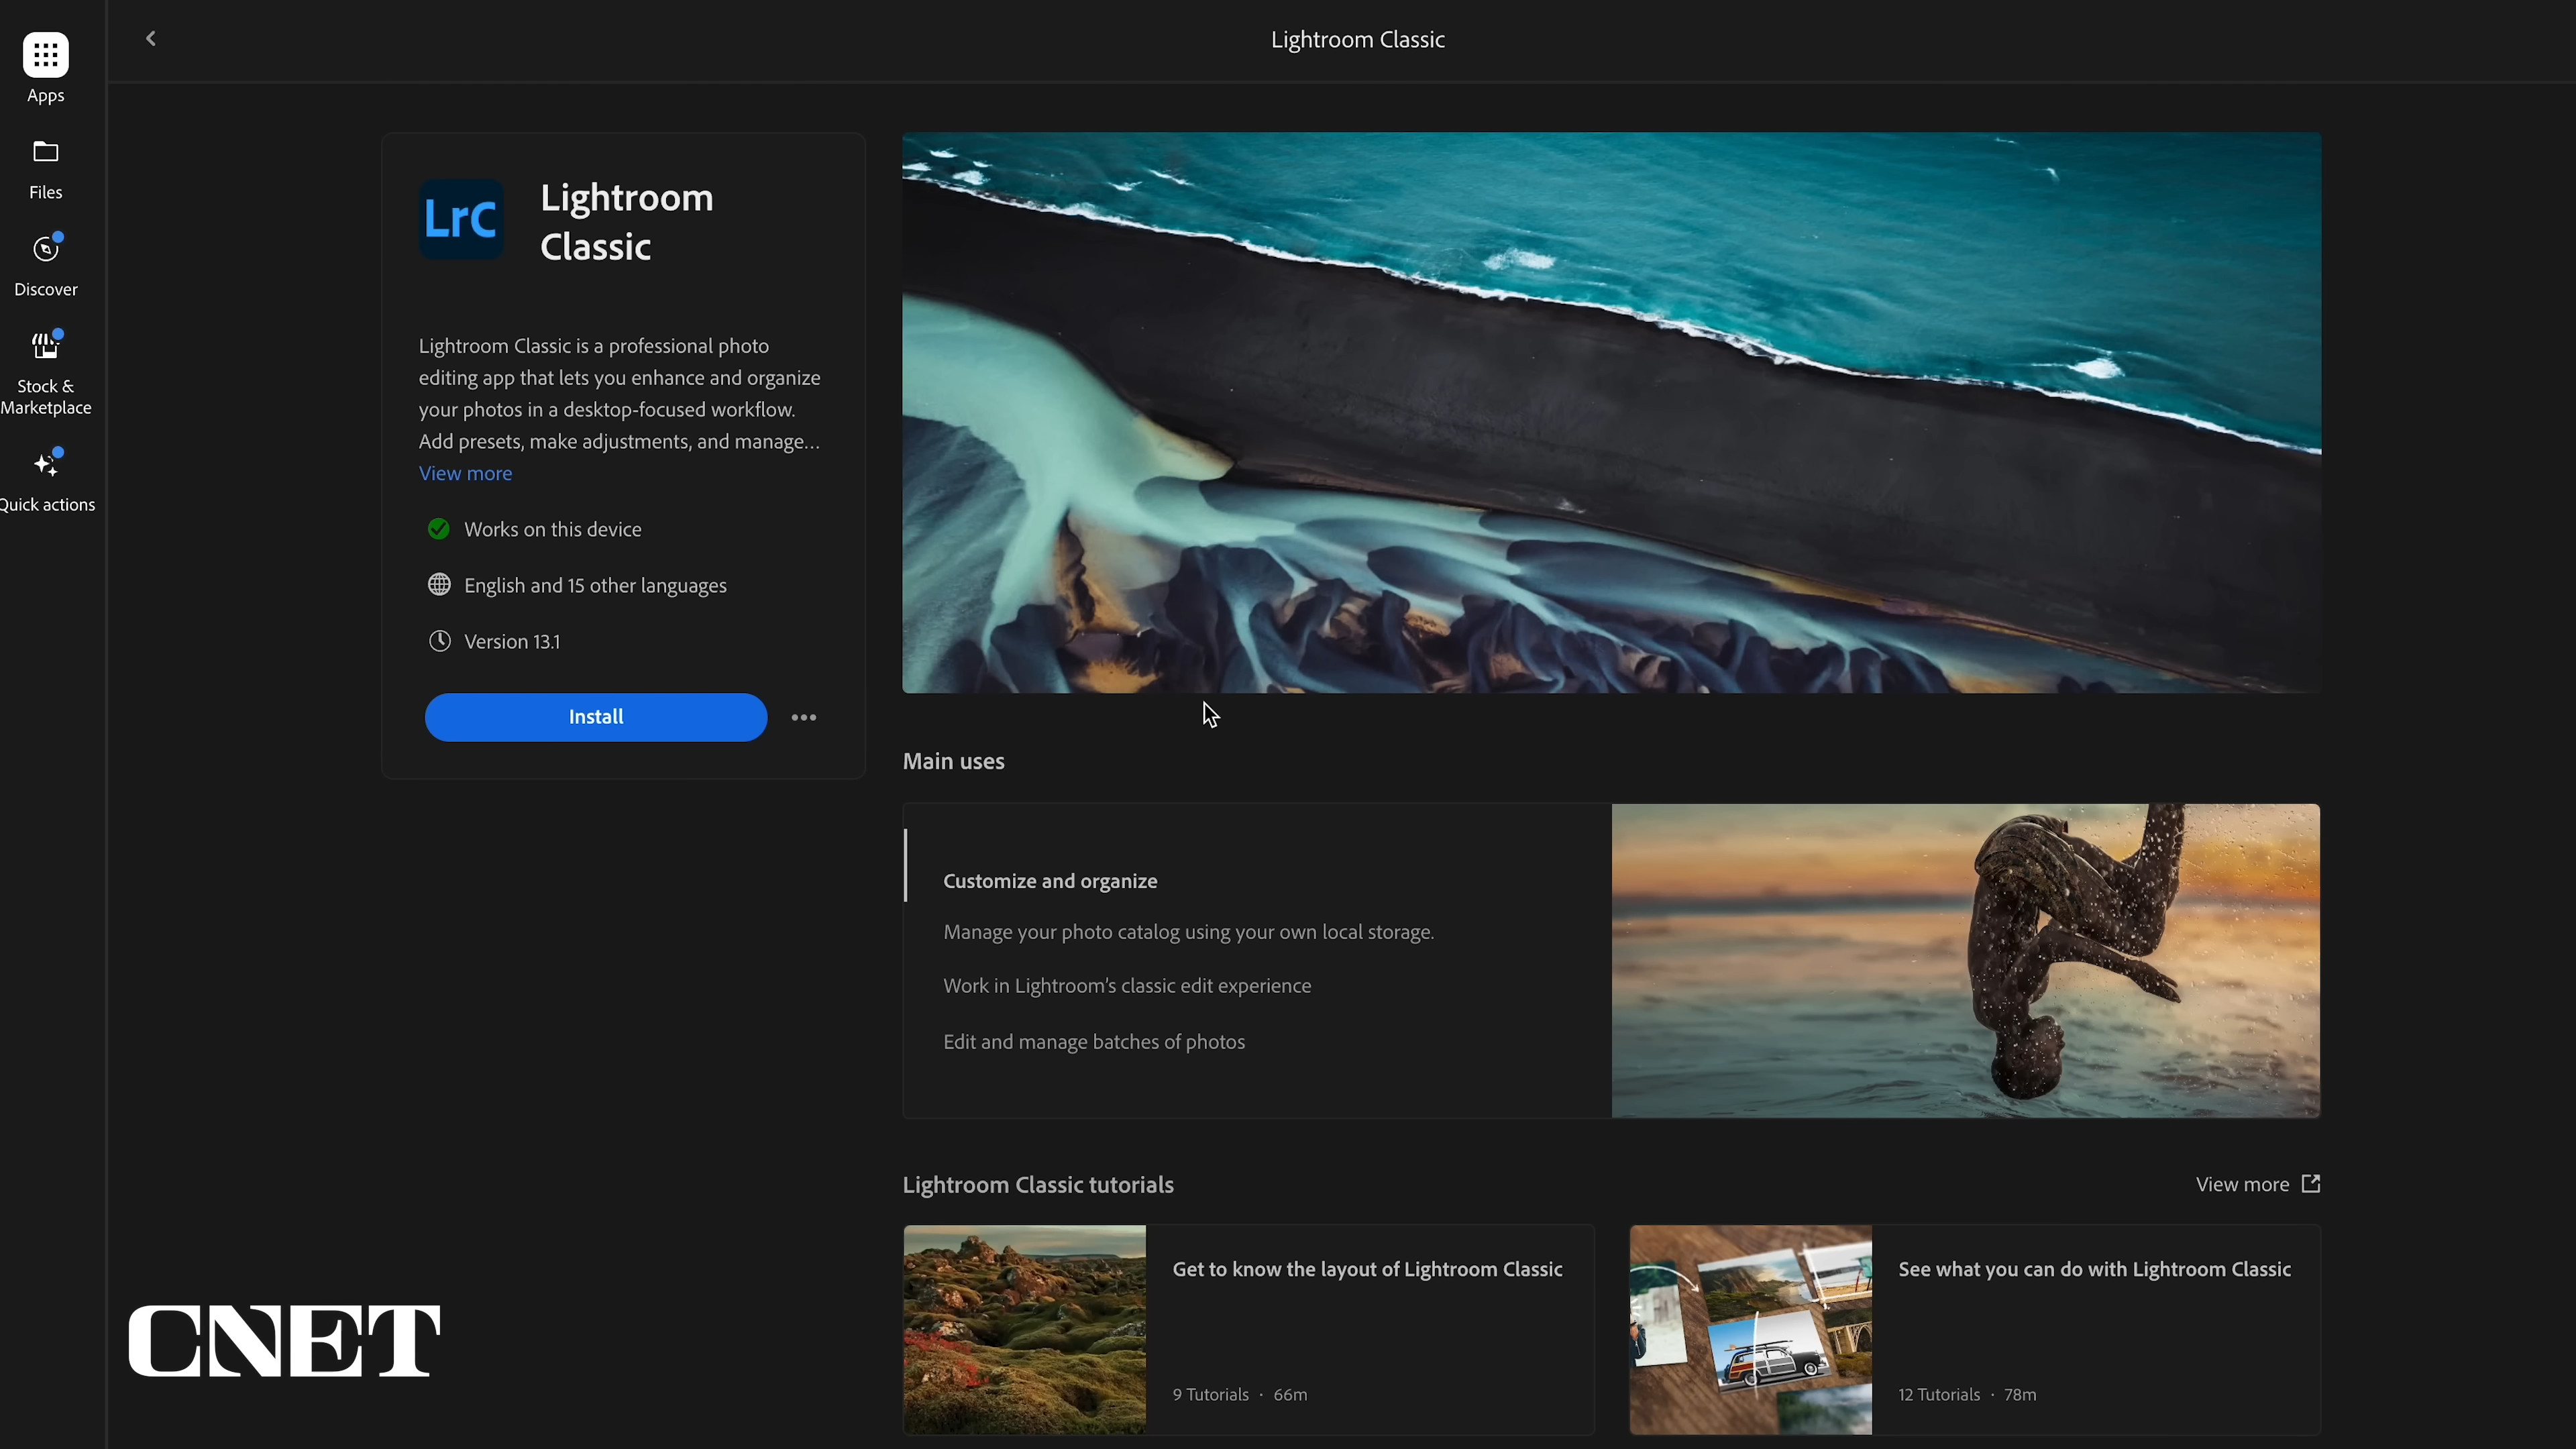 Lightroom Classic
Apps
Files
Discover
Stock &
Marketplace
Quick actions
LrC
Lightroom
Classic
Lightroom Classic is a professional photo
editing app that lets you enhance and organize
your photos in a desktop-focused workflow.
Add presets, make adjustments, and manage...
View more
Works on this device
English and 15 other languages
Version 13.1
Install
Main uses
Customize and organize
Manage your photo catalog using your own local storage.
Work in Lightroom's classic edit experience
Edit and manage batches of photos
Lightroom Classic tutorials
View more
Get to know the layout of Lightroom Classic
9 Tutorials · 66m
See what you can do with Lightroom Classic
12 Tutorials · 78m
CNET